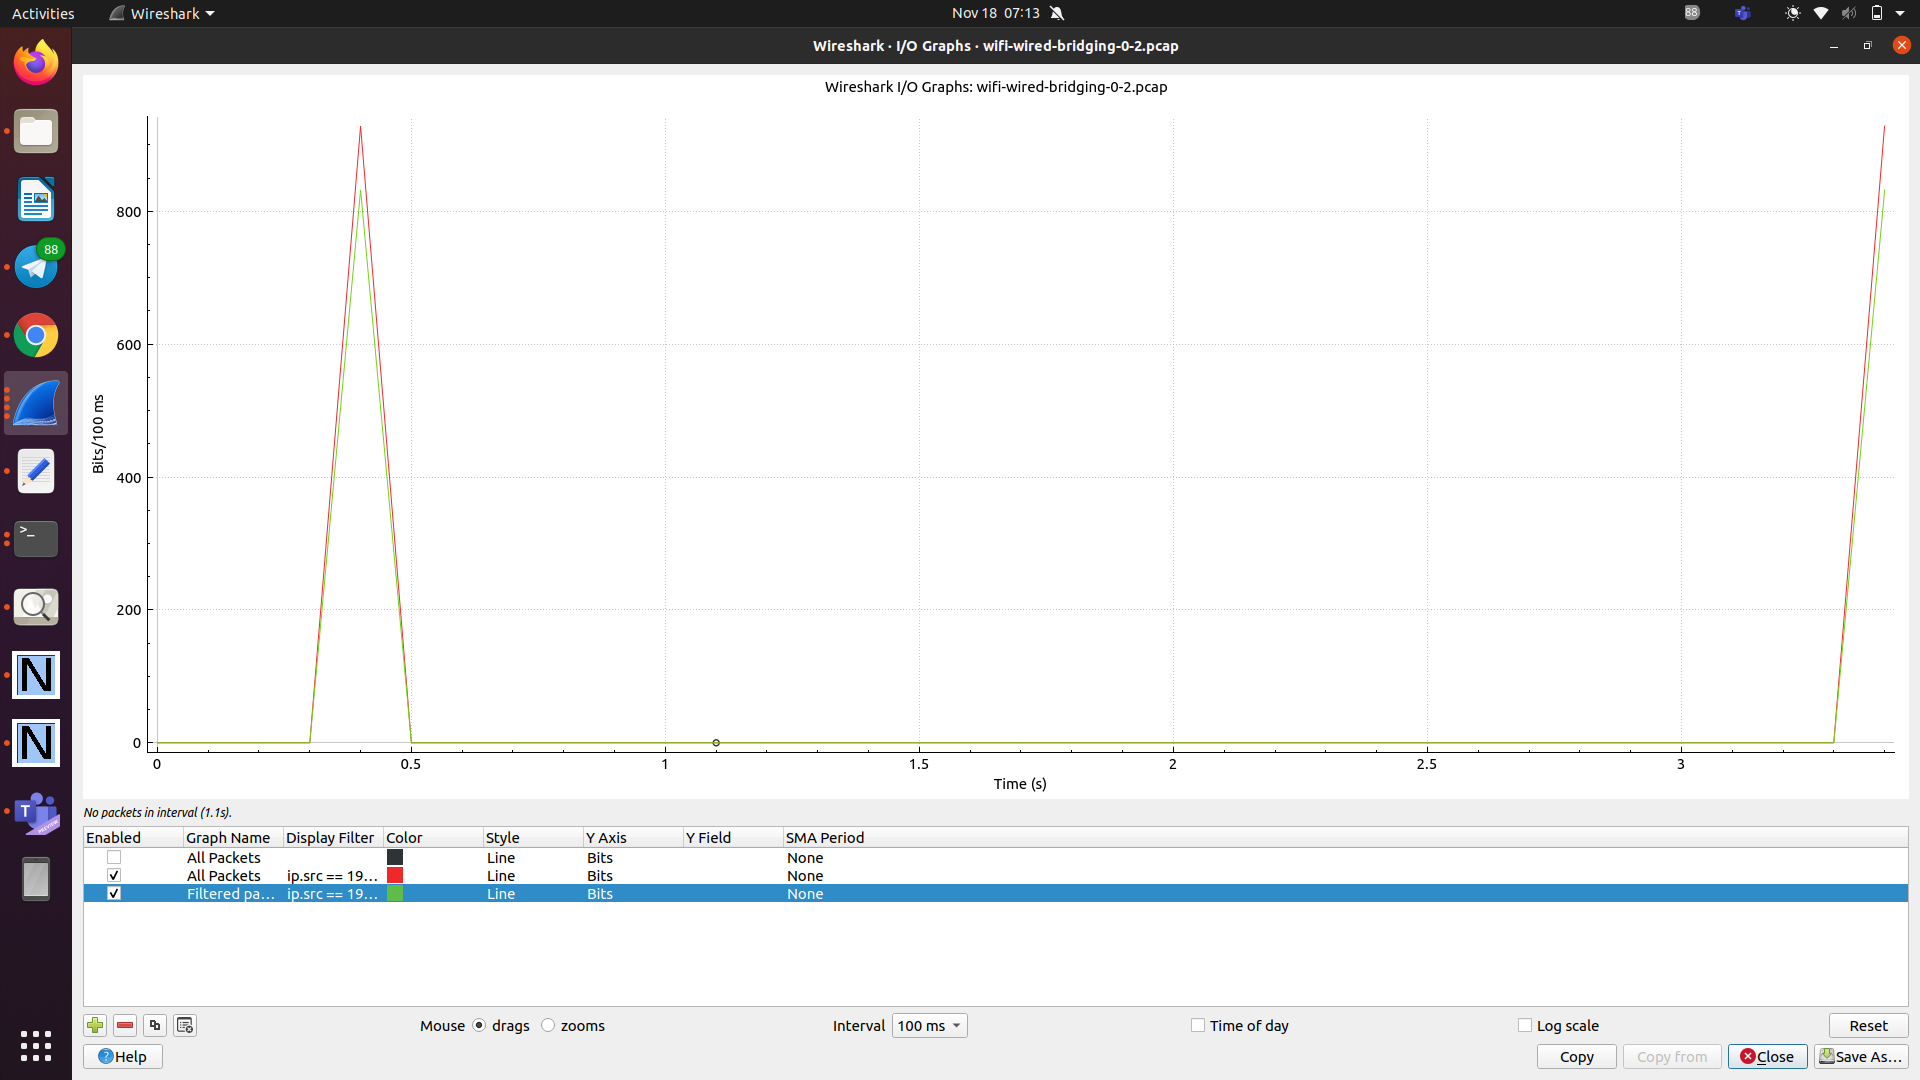 Activities
Wireshark
Nov 18 07:13
88
Wireshark · I/O Graphs · wifi-wired-bridging-0-2.pcap
Wireshark I/O Graphs: wifi-wired-bridging-0-2.pcap
88
800
600
400
200
0
Bits/100 ms
0 0.5 1 1.5 2 2.5 3
Time (s)
No packets in interval (1.1s).
Enabled Graph Name Display Filter Color Style Y Axis Y Field SMA Period
All Packets Line Bits None
All Packets ip.src == 19... Line Bits None
Filtered pa... ip.src == 19... Line Bits None
N
N
T
PREVIEW
Mouse drags zooms Interval 100 ms Time of day Log scale Reset
Help Copy Copy from Close Save As...